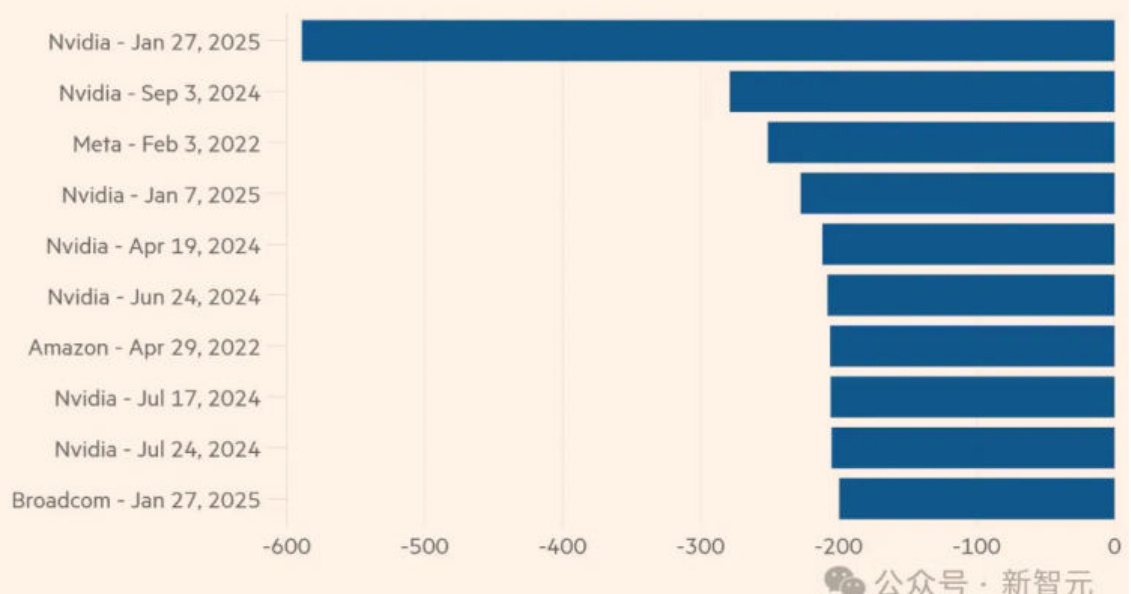 Nvidia - Jan 27, 2025
Nvidia - Sep 3, 2024
Meta - Feb 3, 2022
Nvidia - Jan 7, 2025
Nvidia - Apr 19, 2024
Nvidia - Jun 24, 2024
Amazon - Apr 29, 2022
Nvidia - Jul 17, 2024
Nvidia - Jul 24, 2024
Broadcom - Jan 27, 2025
-600 -500 -400 -300 -200 -100 0
公众号 · 新智元